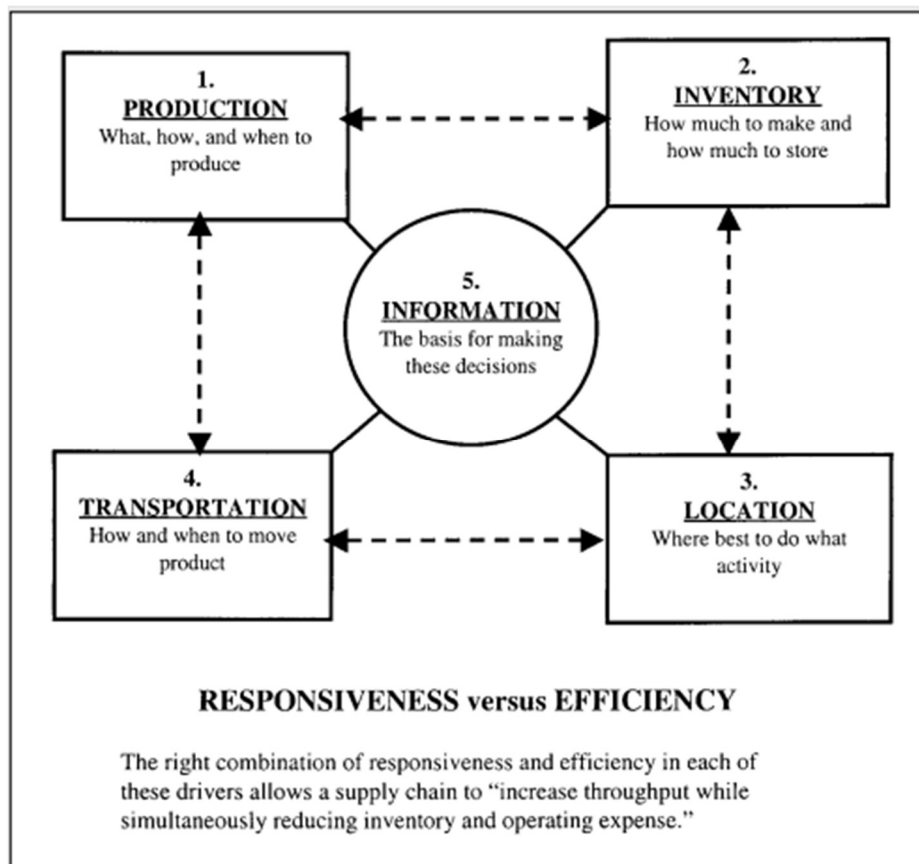 1.
PRODUCTION
What, how, and when to
produce
2.
INVENTORY
How much to make and
how much to store
5.
INFORMATION
The basis for making
these decisions
4.
TRANSPORTATION
How and when to move
product
3.
LOCATION
Where best to do what
activity
RESPONSIVENESS versus EFFICIENCY
The right combination of responsiveness and efficiency in each of
these drivers allows a supply chain to “increase throughput while
simultaneously reducing inventory and operating expense.”